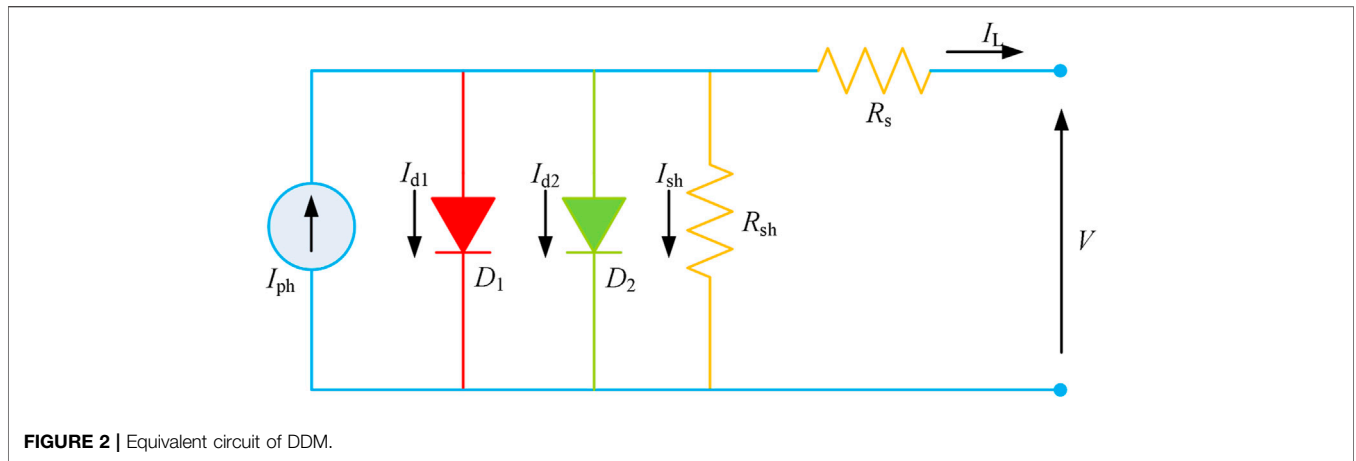 I_L
R_s
I_d1
I_d2
I_sh
R_sh
V
I_ph
D_1
D_2
FIGURE 2 | Equivalent circuit of DDM.